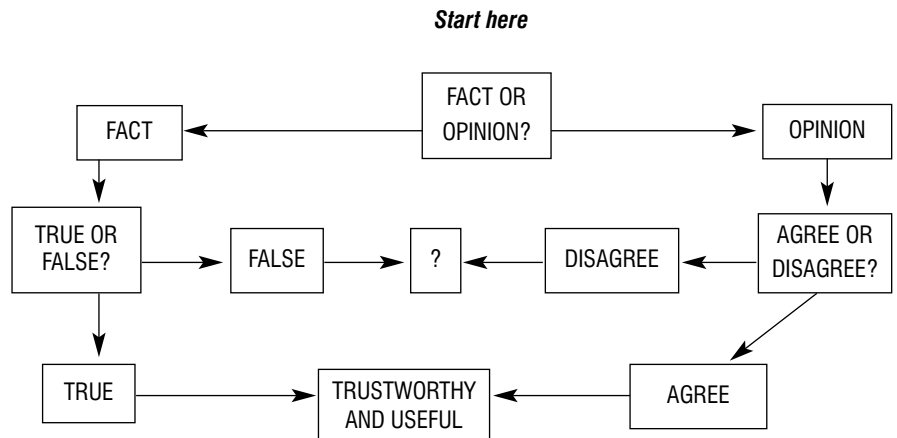 Start here
FACT OR
OPINION?
FACT
OPINION
TRUE OR
FALSE?
FALSE
?
DISAGREE
AGREE OR
DISAGREE?
TRUE
TRUSTWORTHY
AND USEFUL
AGREE